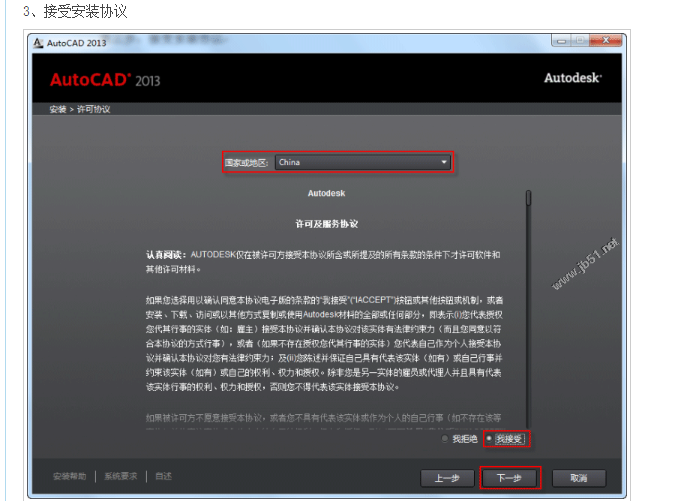 3、接受安装协议
AutoCAD 2013
AutoCAD 2013
Autodesk
安装 > 许可协议
国家或地区: China
Autodesk
许可及服务协议
认真阅读：AUTODESK仅在被许可方接受本协议所含或所提及的所有条款的条件下才许可软件和
其他许可材料。
如果您选择用以确认同意本协议电子版的条款的“我接受”(“I ACCEPT”)按钮或其他按钮或机制，或者
安装、下载、访问或以其他方式复制或使用Autodesk材料的全部或任何部分，即表示(i)您代表授权
您代其行事的实体（如：雇主）接受本协议并确认本协议对该实体有法律约束力（而且您同意以符
合本协议的方式行事），或者（如果不存在授权您代其行事的实体）您代表自己作为个人接受本协
议并确认本协议对您有法律约束力；及(ii)您陈述并保证自己具有代表该实体（如有）或自己行事并
约束该实体（如有）或自己的权利、权力和授权。除非您是另一实体的雇员或代理人并且具有代表
该实体行事的权利、权力和授权，否则您不得代表该实体接受本协议。
如果被许可方不愿意接受本协议，或者您不具有代表该实体或作为个人的自己行事（如不存在该等
www.jb51.net
我拒绝 我接受
安装帮助 | 系统要求 | 自述
上一步 下一步 取消